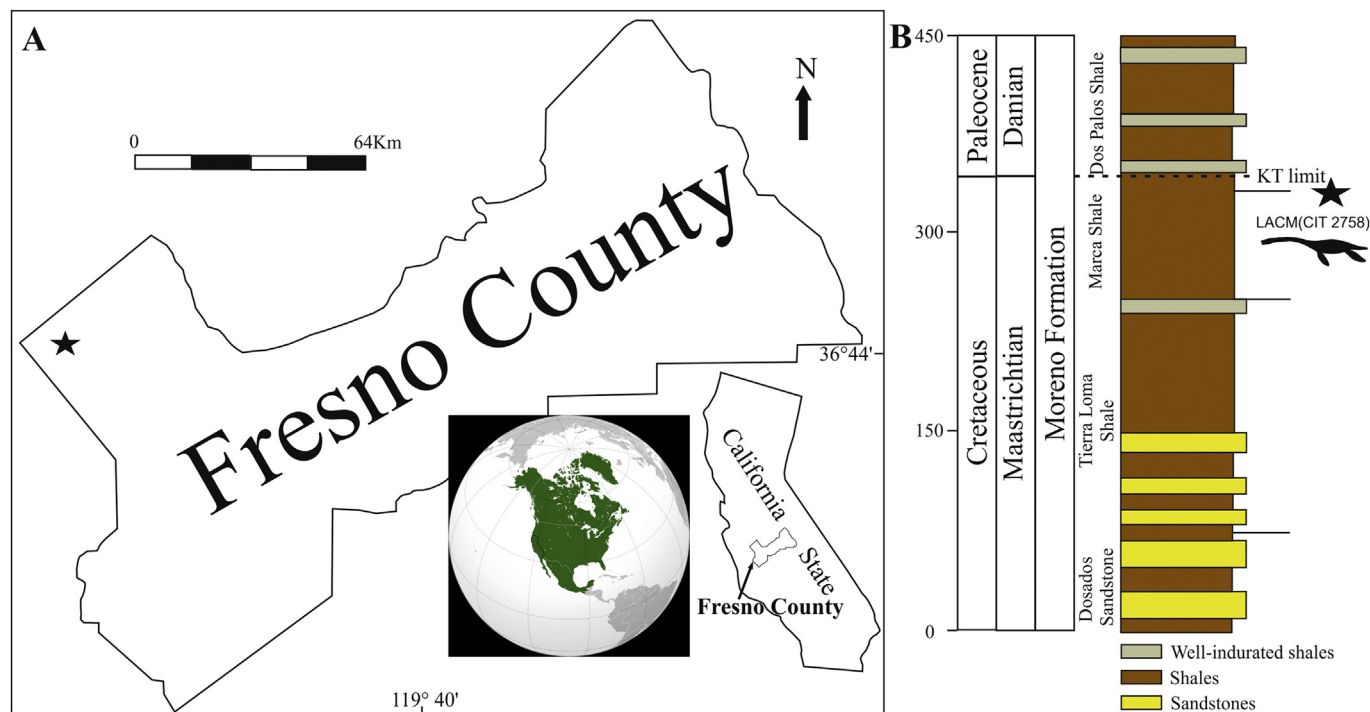 A
0
64Km
N
Fresno County
36°44'
119° 40'
California
State
Fresno County
B
450
300
150
0
Paleocene
Danian
Cretaceous
Maastrichtian
Moreno Formation
Dos Palos Shale
Marca Shale
Tierra Loma
Shale
Dosados
Sandstone
KT limit
LACM(CIT 2758)
Well-indurated shales
Shales
Sandstones